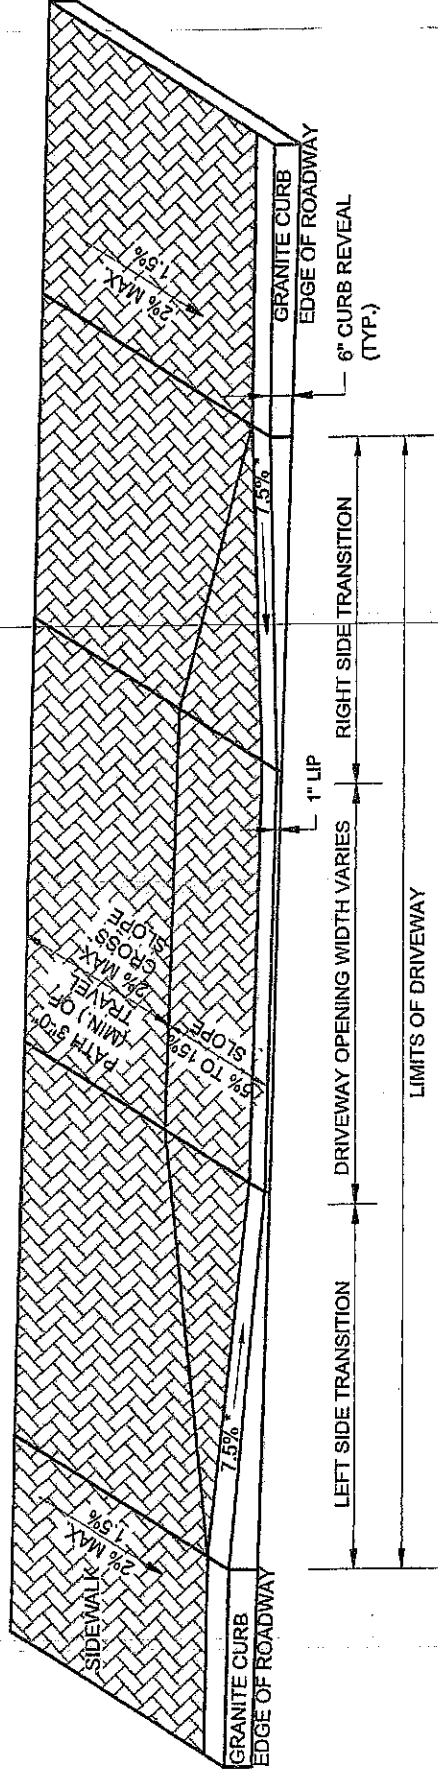 SIDEWALK
2% MAX.
1.5%
PATH 3'-0"
(MIN.) OF
TRAVEL
2% MAX.
CROSS
SLOPE
5% TO 15%
SLOPE
2% MAX.
1.5%
7.5% *
7.5% *
GRANITE CURB
EDGE OF ROADWAY
GRANITE CURB
EDGE OF ROADWAY
6" CURB REVEAL
(TYP.)
1" LIP
LEFT SIDE TRANSITION
DRIVEWAY OPENING WIDTH VARIES
RIGHT SIDE TRANSITION
LIMITS OF DRIVEWAY